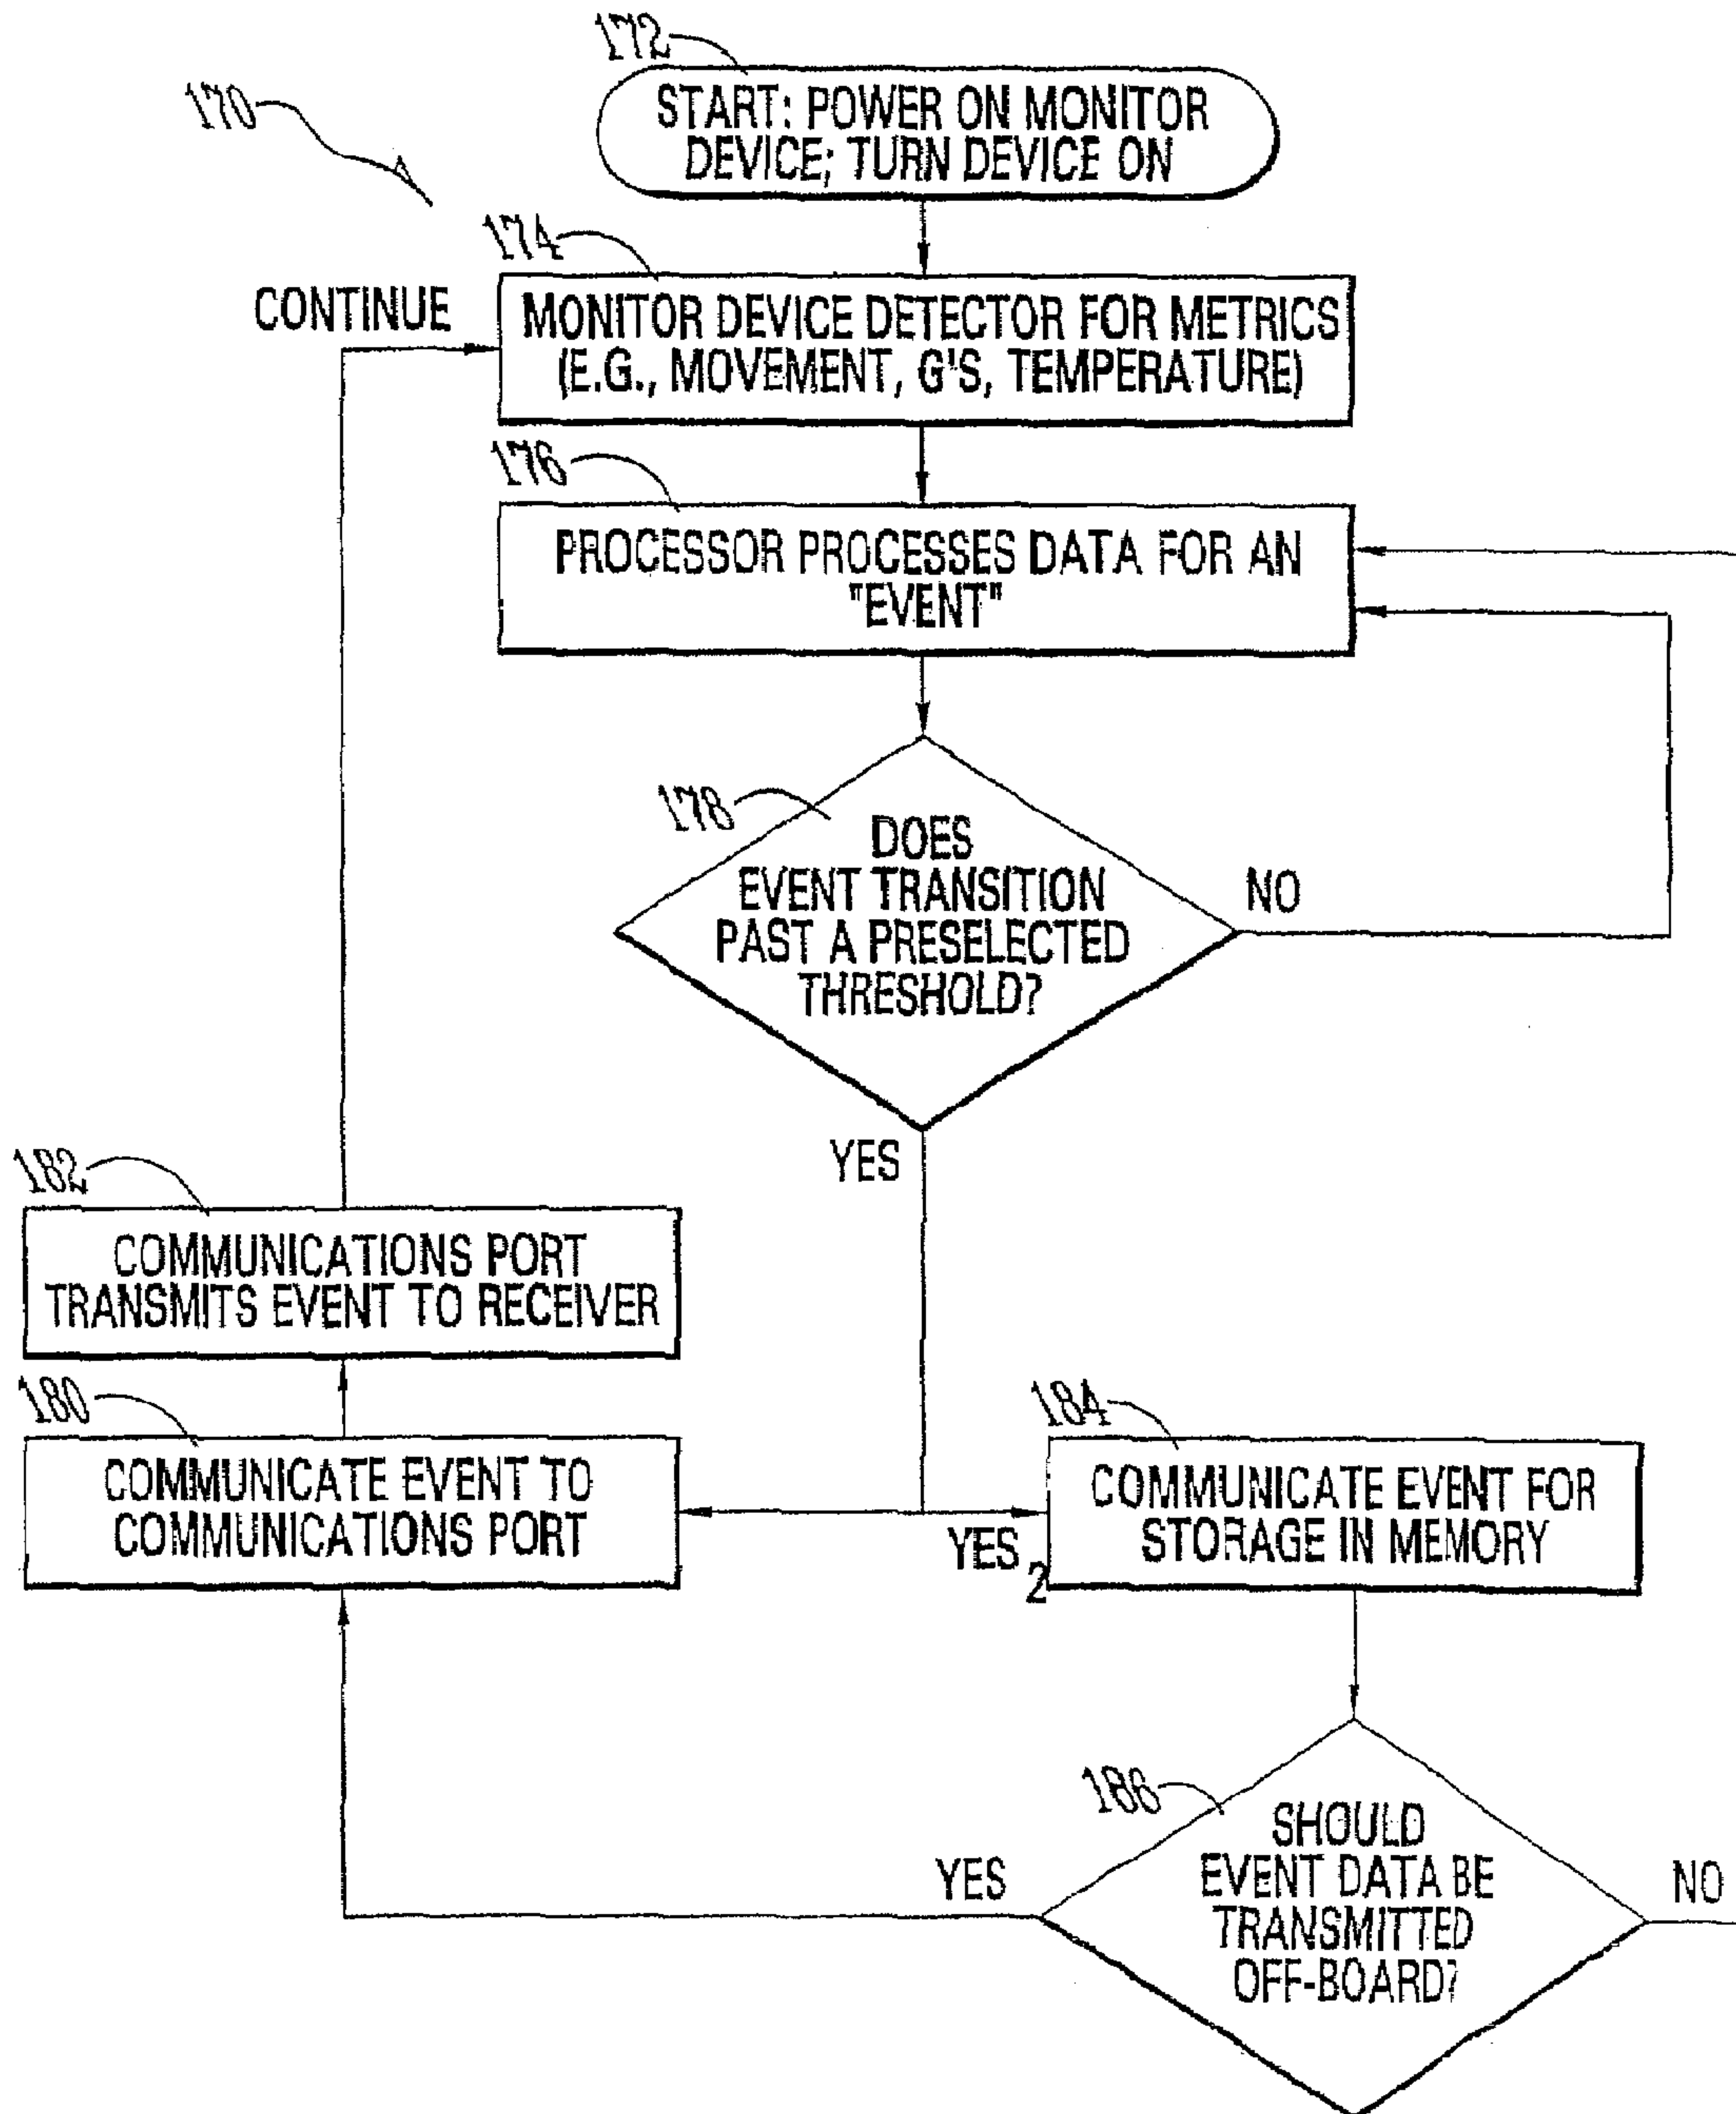 172
170
START: POWER ON MONITOR
DEVICE; TURN DEVICE ON
174
CONTINUE
MONITOR DEVICE DETECTOR FOR METRICS
(E.G., MOVEMENT, G'S, TEMPERATURE)
176
PROCESSOR PROCESSES DATA FOR AN
"EVENT"
178
DOES
EVENT TRANSITION
PAST A PRESELECTED
THRESHOLD?
NO
YES
182
COMMUNICATIONS PORT
TRANSMITS EVENT TO RECEIVER
180
COMMUNICATE EVENT TO
COMMUNICATIONS PORT
184
COMMUNICATE EVENT FOR
STORAGE IN MEMORY
YES 2
186
SHOULD
EVENT DATA BE
TRANSMITTED
OFF-BOARD?
YES
NO